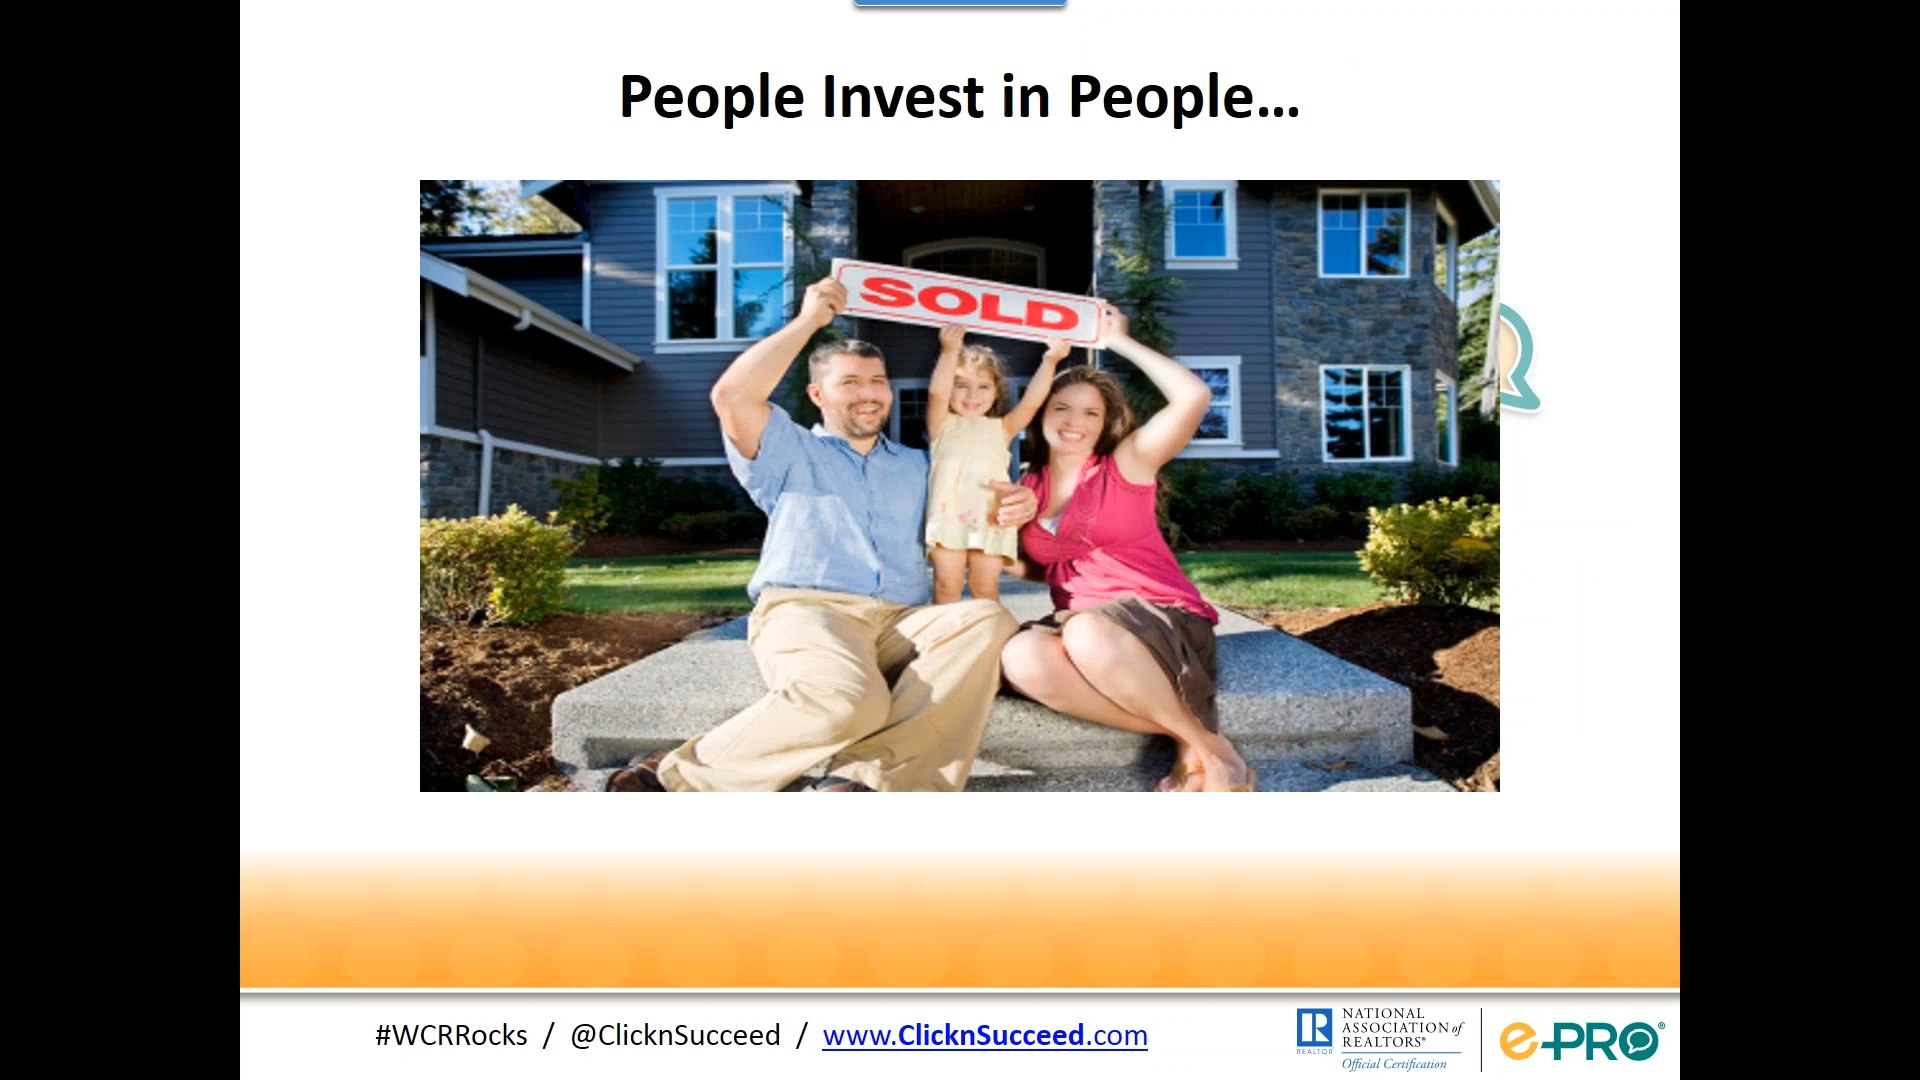 People Invest in People...
SOLD
#WCRRocks / @ClicknSucceed / www.ClicknSucceed.com
R
REALTOR
NATIONAL
ASSOCIATION of
REALTORS®
Official Certification
e-PRO®